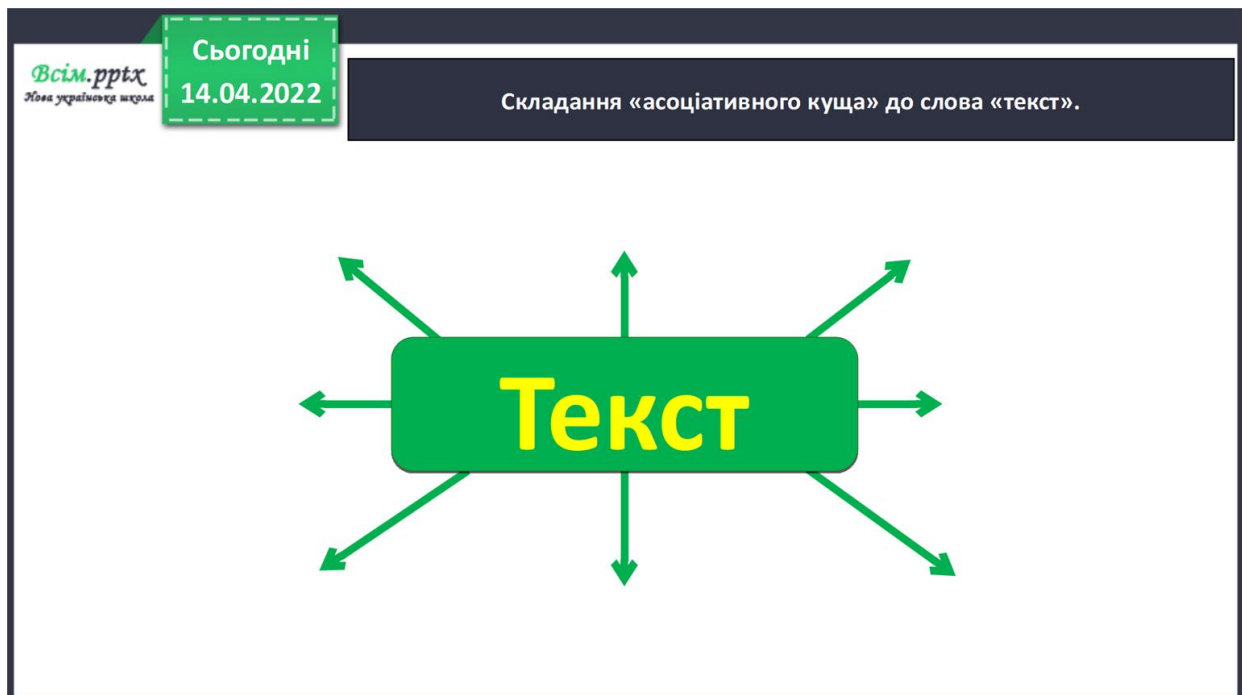 Всім.pptx
Нова українська школа
Сьогодні
14.04.2022
Складання «асоціативного куща» до слова «текст».
Текст